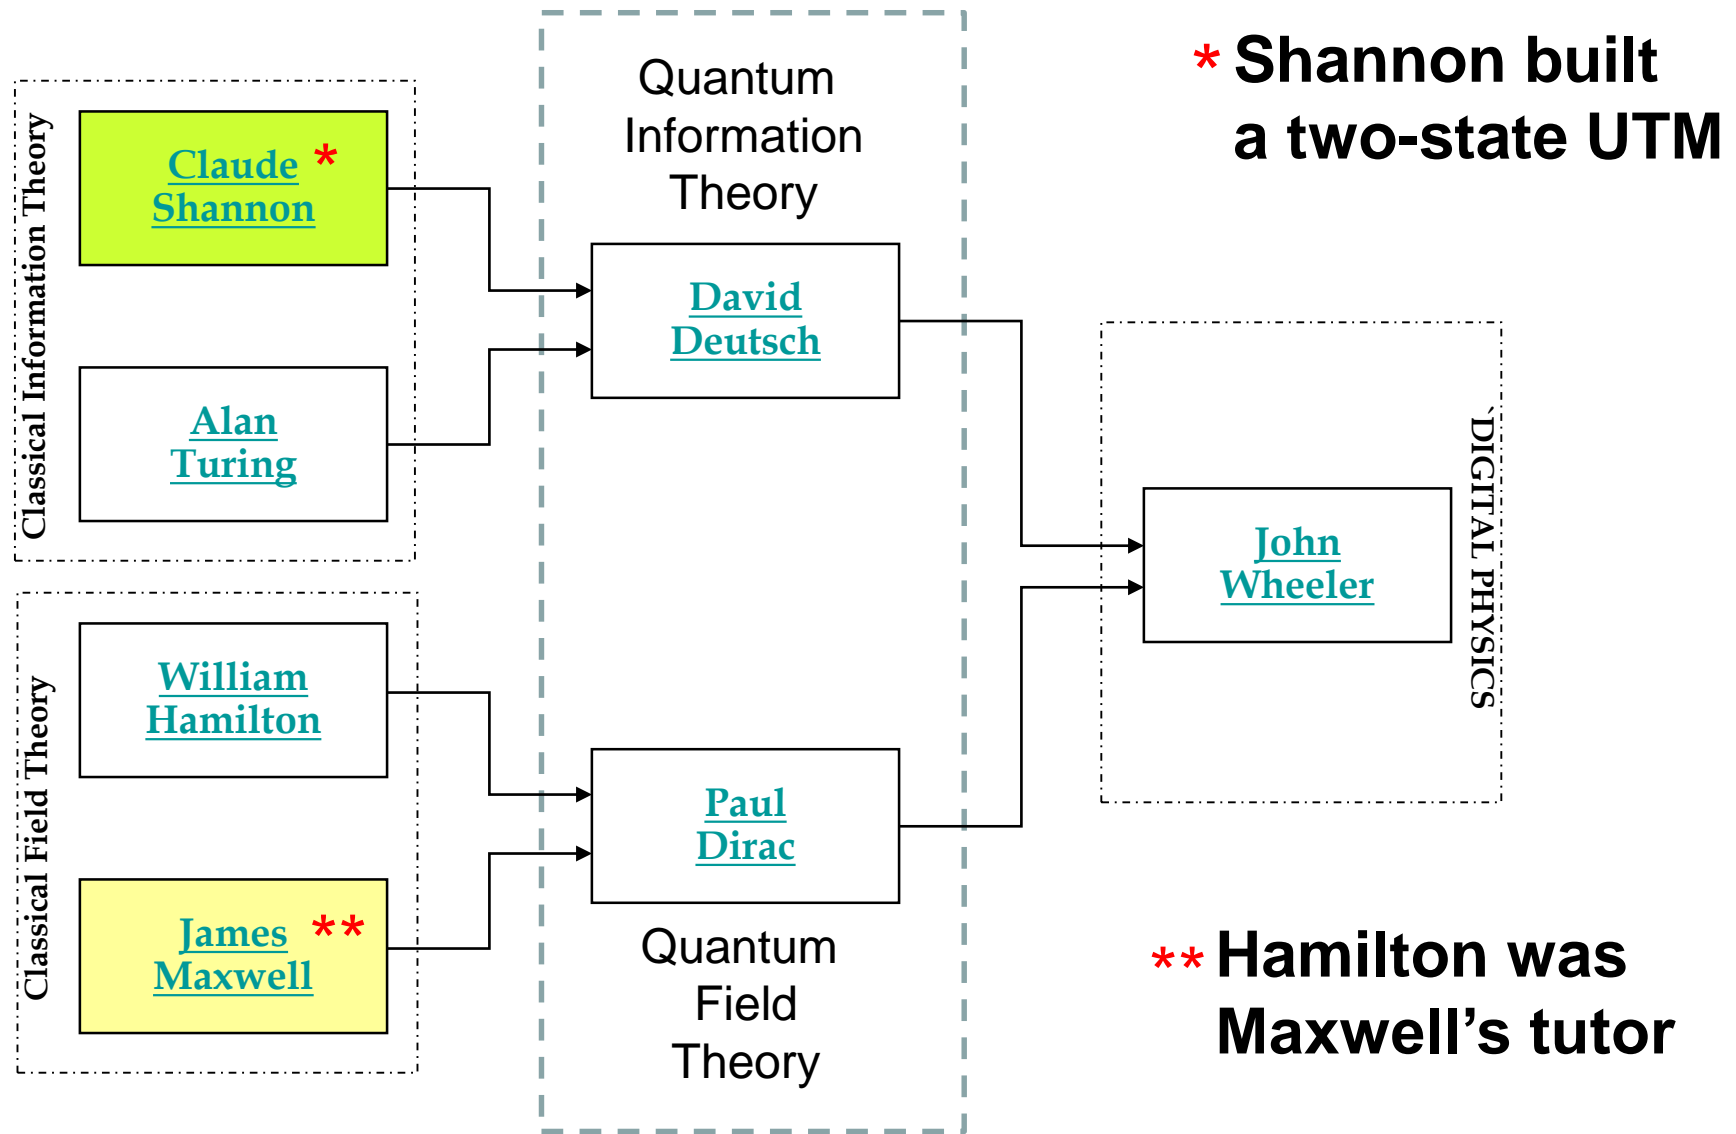 Classical Information Theory
Claude *
Shannon
Alan
Turing
Classical Field Theory
William
Hamilton
James **
Maxwell
Quantum
Information
Theory
David
Deutsch
Paul
Dirac
Quantum
Field
Theory
* Shannon built
a two-state UTM
John
Wheeler
`DIGITAL PHYSICS
** Hamilton was
Maxwell’s tutor